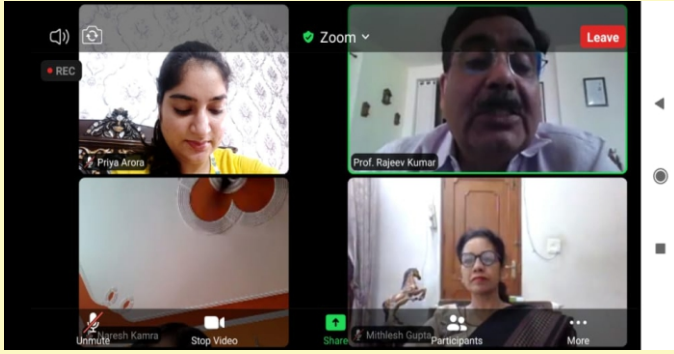 Zoom
Leave
REC
Priya Arora
Prof. Rajeev Kumar
Naresh Kamra
Mithlesh Gupta
Unmute
Stop Video
Share
Participants
More